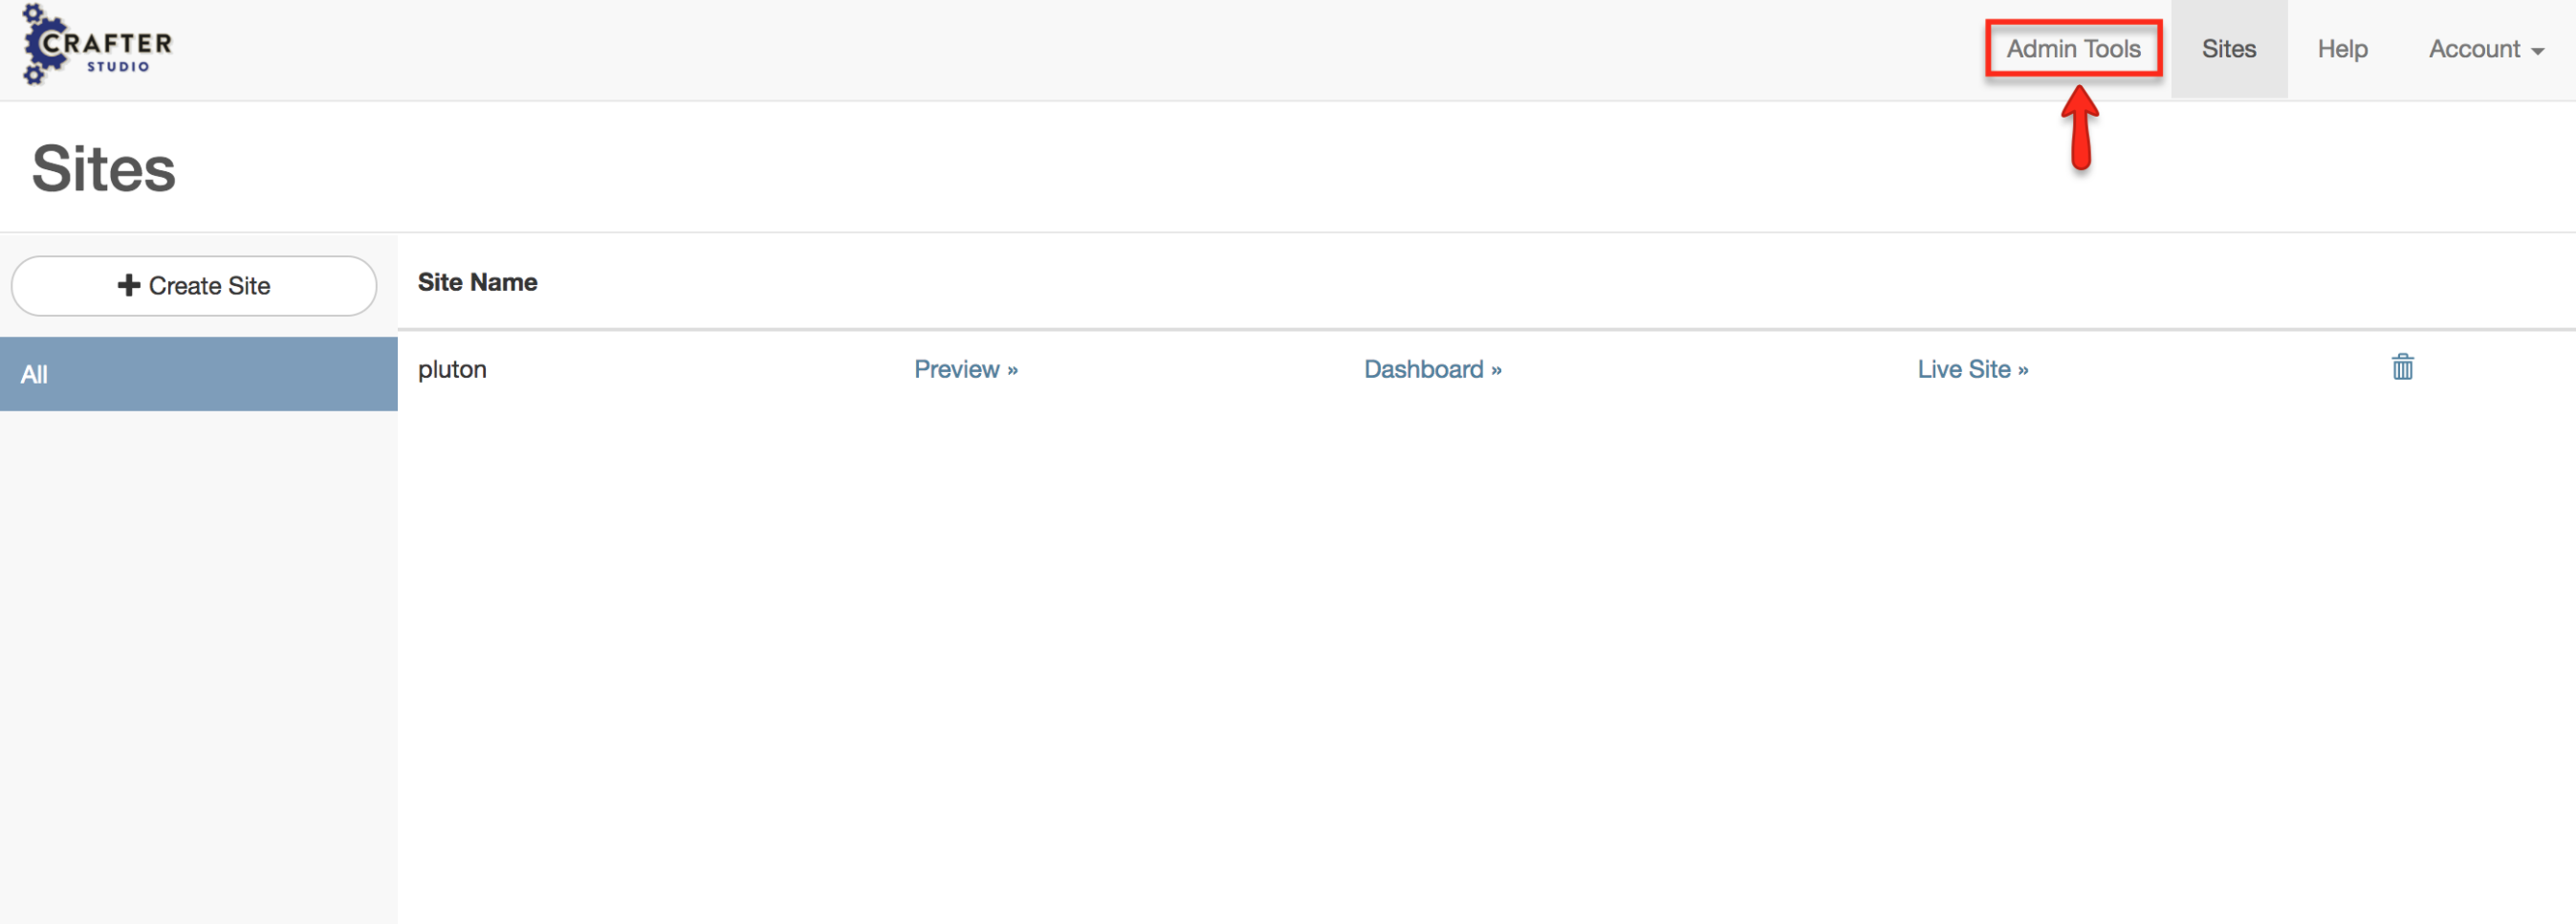 CRAFTER
STUDIO
Admin Tools Sites Help Account
Sites
Create Site
Site Name
All
pluton Preview » Dashboard » Live Site »